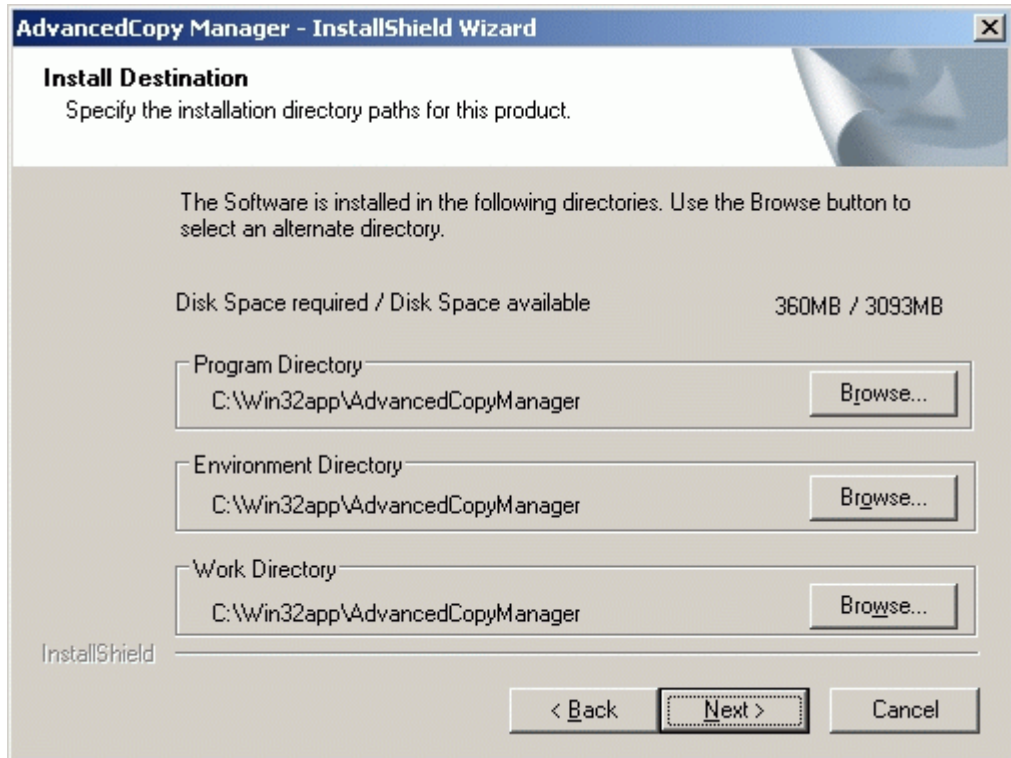 AdvancedCopy Manager - InstallShield Wizard
Install Destination
Specify the installation directory paths for this product.
The Software is installed in the following directories. Use the Browse button to
select an alternate directory.
Disk Space required / Disk Space available 360MB / 3093MB
Program Directory
C:\Win32app\AdvancedCopyManager Browse...
Environment Directory
C:\Win32app\AdvancedCopyManager Browse...
Work Directory
C:\Win32app\AdvancedCopyManager Browse...
InstallShield
< Back Next > Cancel